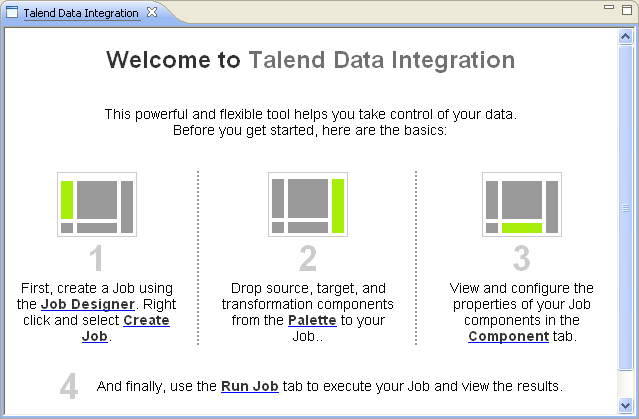 Talend Data Integration
Welcome to Talend Data Integration
This powerful and flexible tool helps you take control of your data.
Before you get started, here are the basics:
1
First, create a Job using
the Job Designer. Right
click and select Create
Job.
2
Drop source, target, and
transformation components
from the Palette to your
Job..
3
View and configure the
properties of your Job
components in the
Component tab.
4 And finally, use the Run Job tab to execute your Job and view the results.